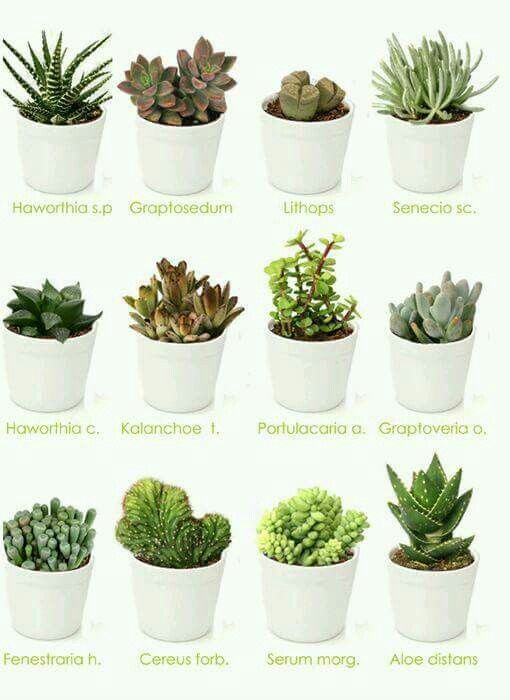 Haworthia s.p
Graptosedum
Lithops
Senecio sc.
Haworthia c.
Kalanchoe t.
Portulacaria a.
Graptoveria o.
Fenestraria h.
Cereus forb.
Serum morg.
Aloe distans